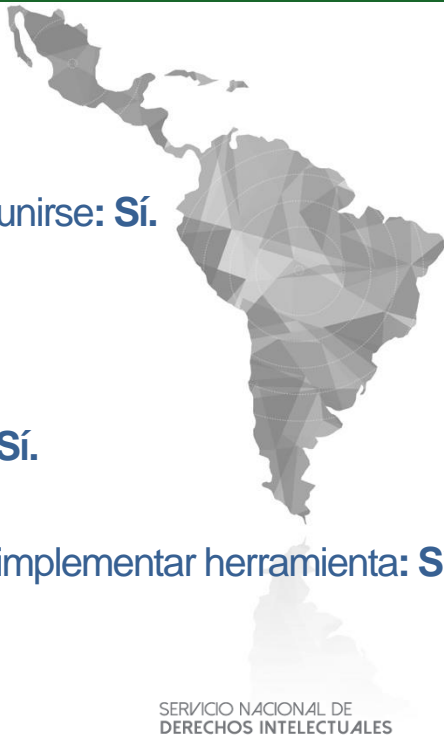 unirse: Sí.
Sí.
implementar herramienta: S
SERVICIO NACIONAL DE
DERECHOS INTELECTUALES